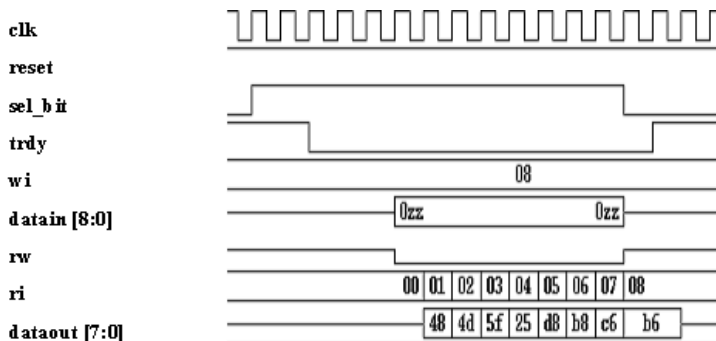 clk
reset
sel_bit
trdy
wi 08
datain [8:0] 0zz 0zz
rw
ri 00 01 02 03 04 05 06 07 08
dataout [7:0] 48 4d 5f 25 d8 b8 c6 b6